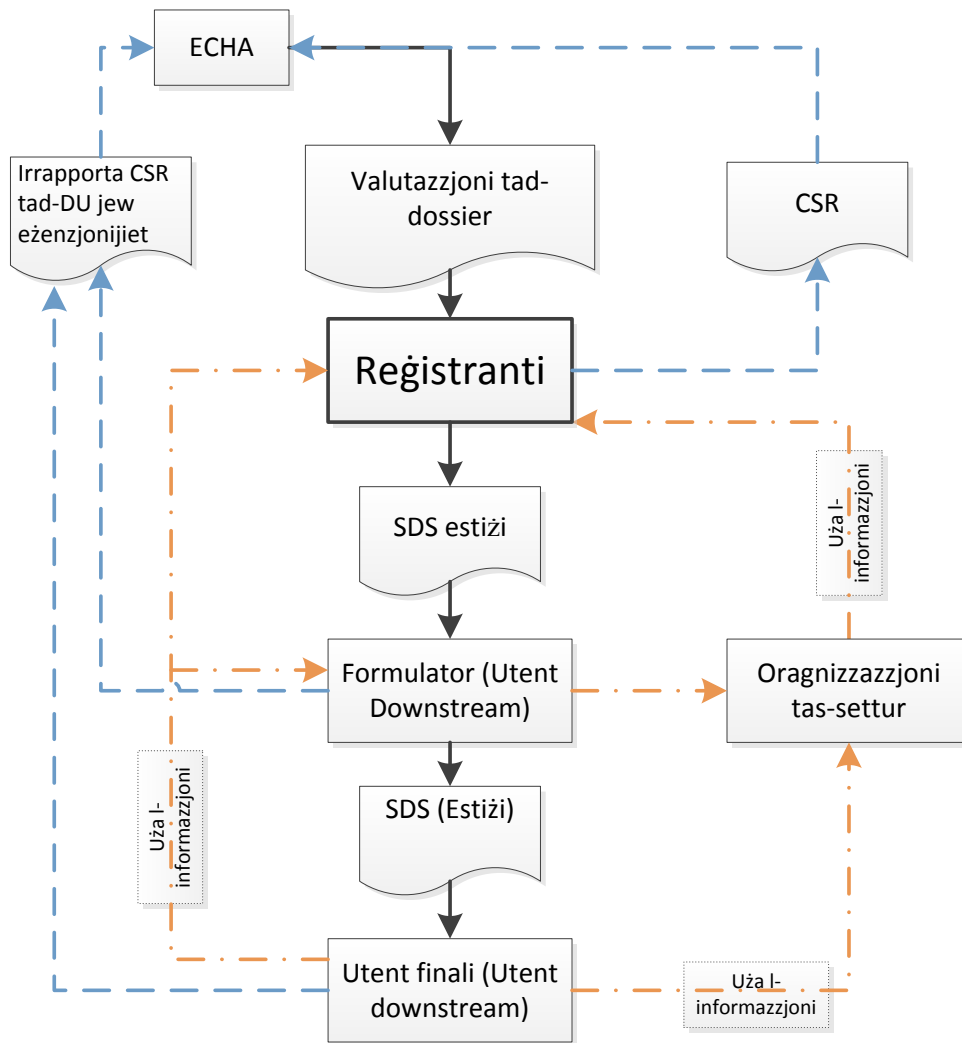 ECHA
Irrapporta CSR
tad-DU jew
eżenzjonijiet
Valutazzjoni tad-
dossier
CSR
Reġistranti
Uża l-
informazzjoni
SDS estiżi
Formulator (Utent
Downstream)
Oragnizzazzjoni
tas-settur
Uża l-
informazzjoni
SDS (Estiżi)
Utent finali (Utent
downstream)
Uża l-
informazzjoni